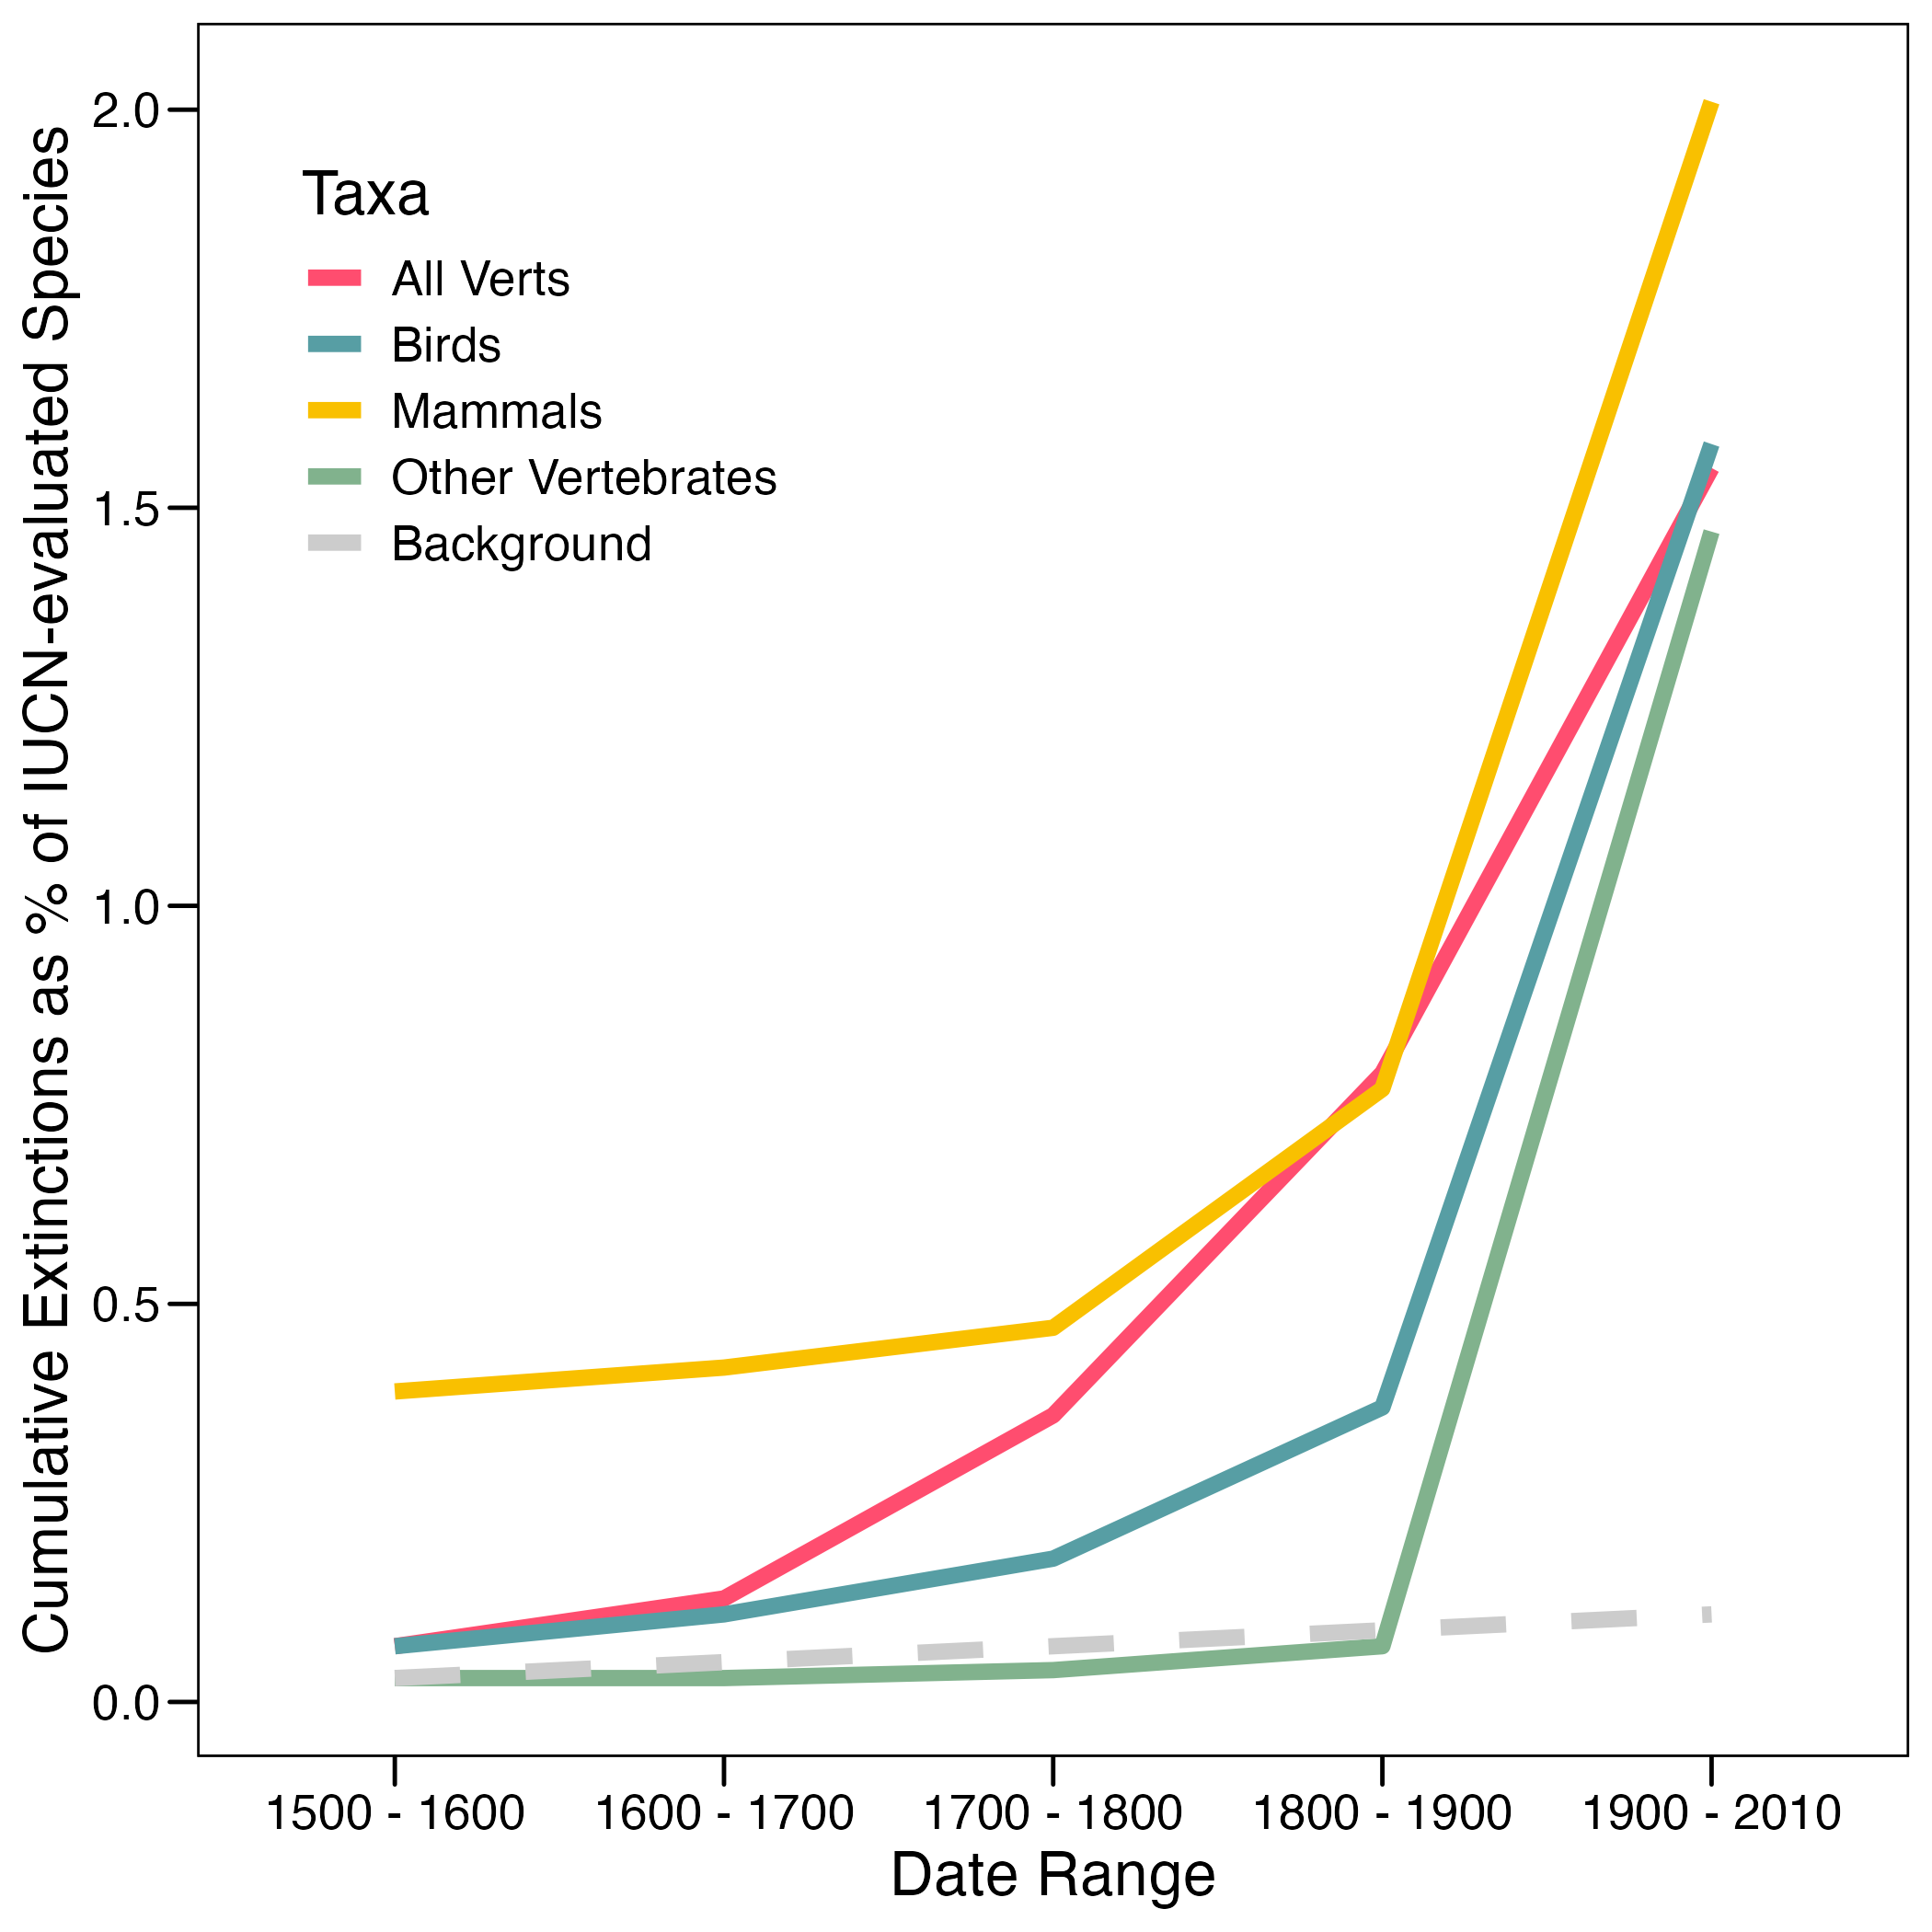 Cumulative Extinctions as % of IUCN-evaluated Species
2.0
1.5
1.0
0.5
0.0
Taxa
All Verts
Birds
Mammals
Other Vertebrates
Background
1500 - 1600
1600 - 1700
1700 - 1800
1800 - 1900
1900 - 2010
Date Range